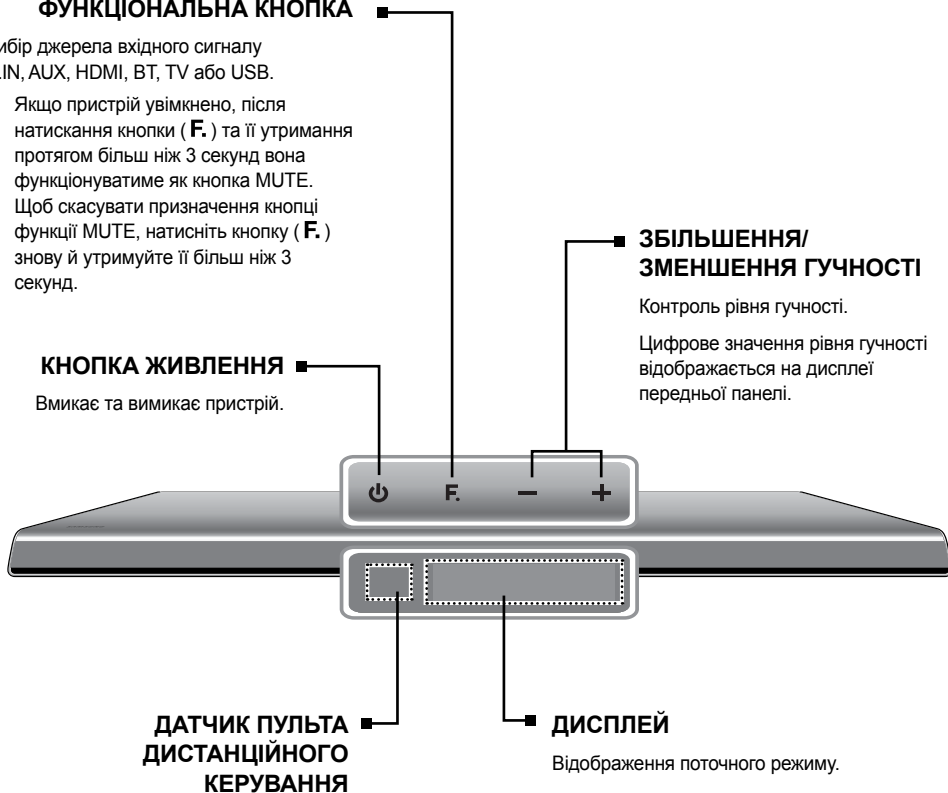 ФУНКЦІОНАЛЬНА КНОПКА
джерела вхідного сигналу
AUX, HDMI, BT, TV або USB.
Якщо пристрій увімкнено, після
натискання кнопки ( F. ) та її утримання
протягом більш ніж 3 секунд вона
функціонуватиме як кнопка MUTE.
Щоб скасувати призначення кнопці
функції MUTE, натисніть кнопку ( F. )
знову й утримуйте її більш ніж 3
секунд.
ЗБІЛЬШЕННЯ/
ЗМЕНШЕННЯ ГУЧНОСТІ
Контроль рівня гучності.
Цифрове значення рівня гучності
відображається на дисплеї
передньої панелі.
КНОПКА ЖИВЛЕННЯ
Вмикає та вимикає пристрій.
F. − +
ДАТЧИК ПУЛЬТА
ДИСТАНЦІЙНОГО
КЕРУВАННЯ
ДИСПЛЕЙ
Відображення поточного режиму.